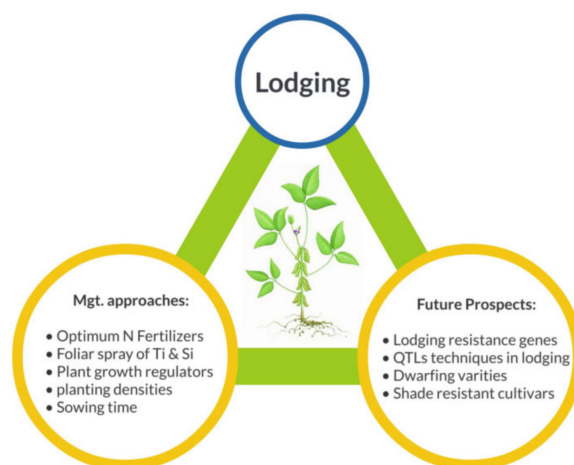 Lodging
Mgt. approaches:
• Optimum N Fertilizers
• Foliar spray of Ti & Si
• Plant growth regulators
• planting densities
• Sowing time
Future Prospects:
• Lodging resistance genes
• QTLs techniques in lodging
• Dwarfing varities
• Shade resistant cultivars